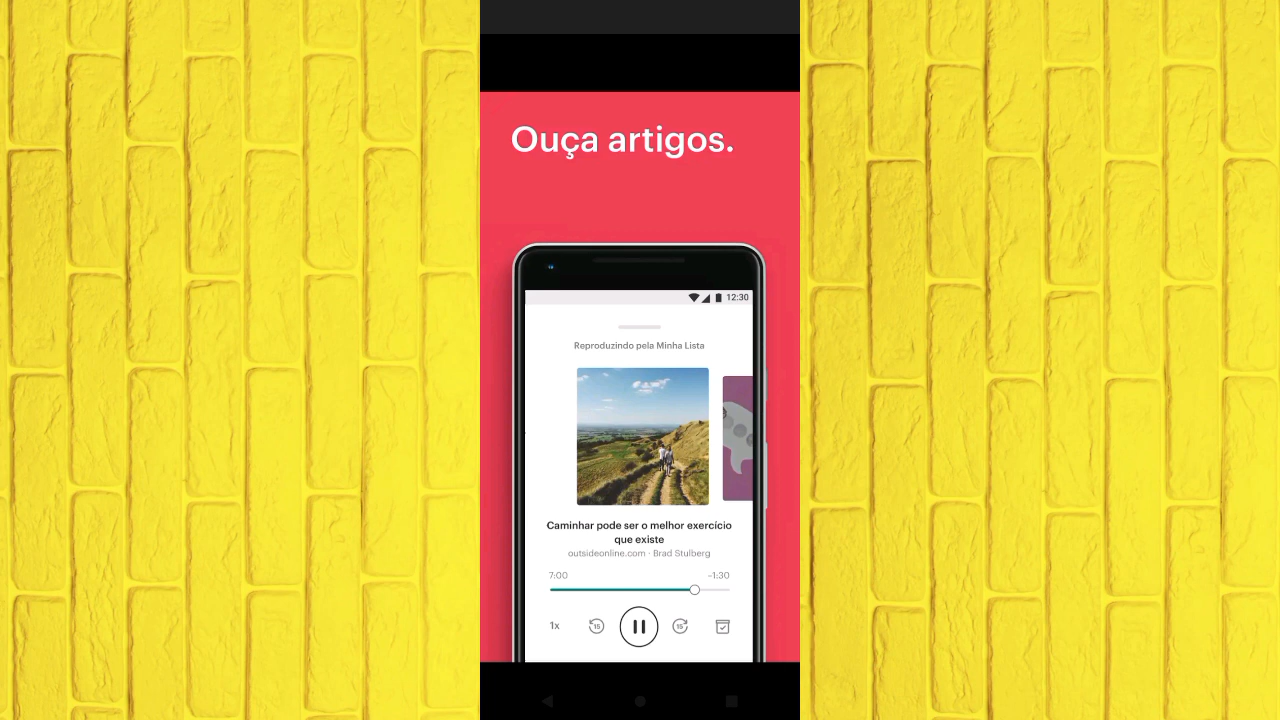 Ouça artigos.
12:30
Reproduzindo pela Minha Lista
Caminhar pode ser o melhor exercício
que existe
outsideonline.com · Brad Stulberg
7:00 -1:30
1x 15 15